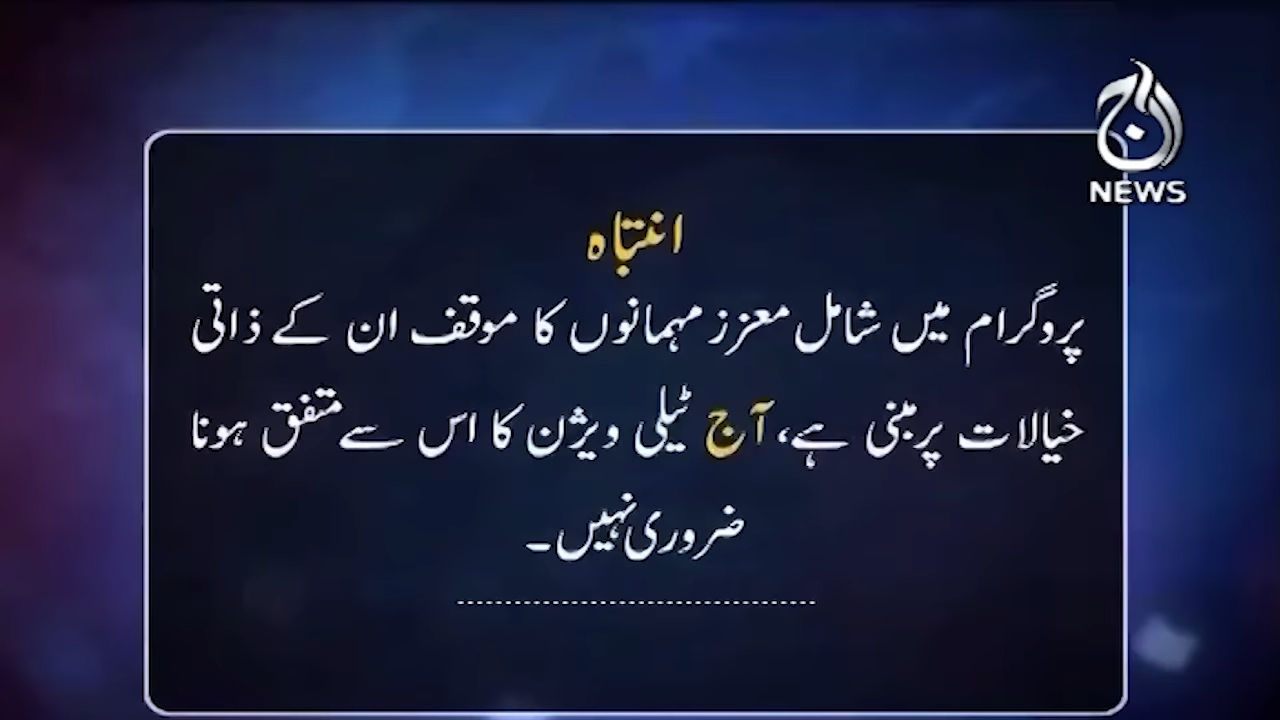 آج
NEWS
انتباہ
پروگرام میں شامل معزز مہمانوں کا موقف ان کے ذاتی
خیالات پر مبنی ہے، آج ٹیلی ویژن کا اس سے متفق ہونا
ضروری نہیں۔